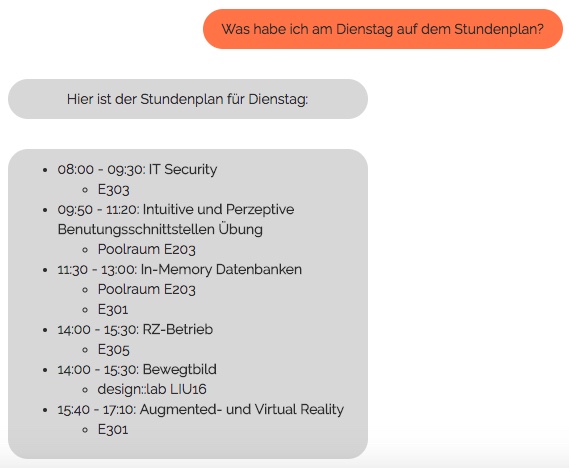 Was habe ich am Dienstag auf dem Stundenplan?
Hier ist der Stundenplan für Dienstag:
08:00 - 09:30: IT Security
E303
09:50 - 11:20: Intuitive und Perzeptive
Benutungsschnittstellen Übung
Poolraum E203
11:30 - 13:00: In-Memory Datenbanken
Poolraum E203
E301
14:00 - 15:30: RZ-Betrieb
E305
14:00 - 15:30: Bewegtbild
design::lab LIU16
15:40 - 17:10: Augmented- und Virtual Reality
E301